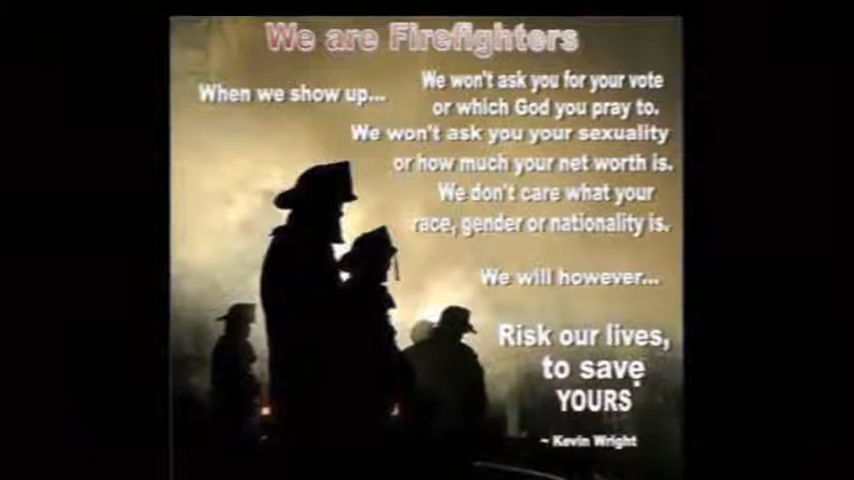 We are Firefighters
When we show up...
We won't ask you for your vote
or which God you pray to.
We won't ask you your sexuality
or how much your net worth is.
We don't care what your
race, gender or nationality is.
We will however...
Risk our lives,
to save
YOURS
~ Kevin Wright